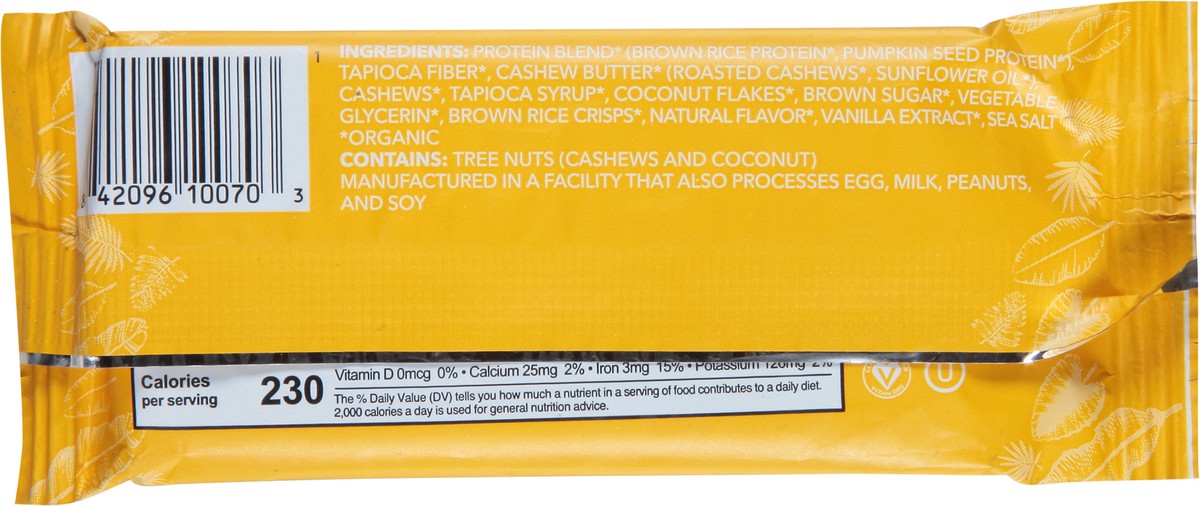 1
INGREDIENTS: PROTEIN BLEND* (BROWN RICE PROTEIN*, PUMPKIN SEED PROTEIN*),
TAPIOCA FIBER*, CASHEW BUTTER* (ROASTED CASHEWS*, SUNFLOWER OIL*),
CASHEWS*, TAPIOCA SYRUP*, COCONUT FLAKES*, BROWN SUGAR*, VEGETABLE
GLYCERIN*, BROWN RICE CRISPS*, NATURAL FLAVOR*, VANILLA EXTRACT*, SEA SALT
*ORGANIC
CONTAINS: TREE NUTS (CASHEWS AND COCONUT)
MANUFACTURED IN A FACILITY THAT ALSO PROCESSES EGG, MILK, PEANUTS,
AND SOY
42096 10070 3
Calories
per serving
230
Vitamin D 0mcg 0% • Calcium 25mg 2% • Iron 3mg 15% • Potassium 126mg 2%
The % Daily Value (DV) tells you how much a nutrient in a serving of food contributes to a daily diet.
2,000 calories a day is used for general nutrition advice.
V
U